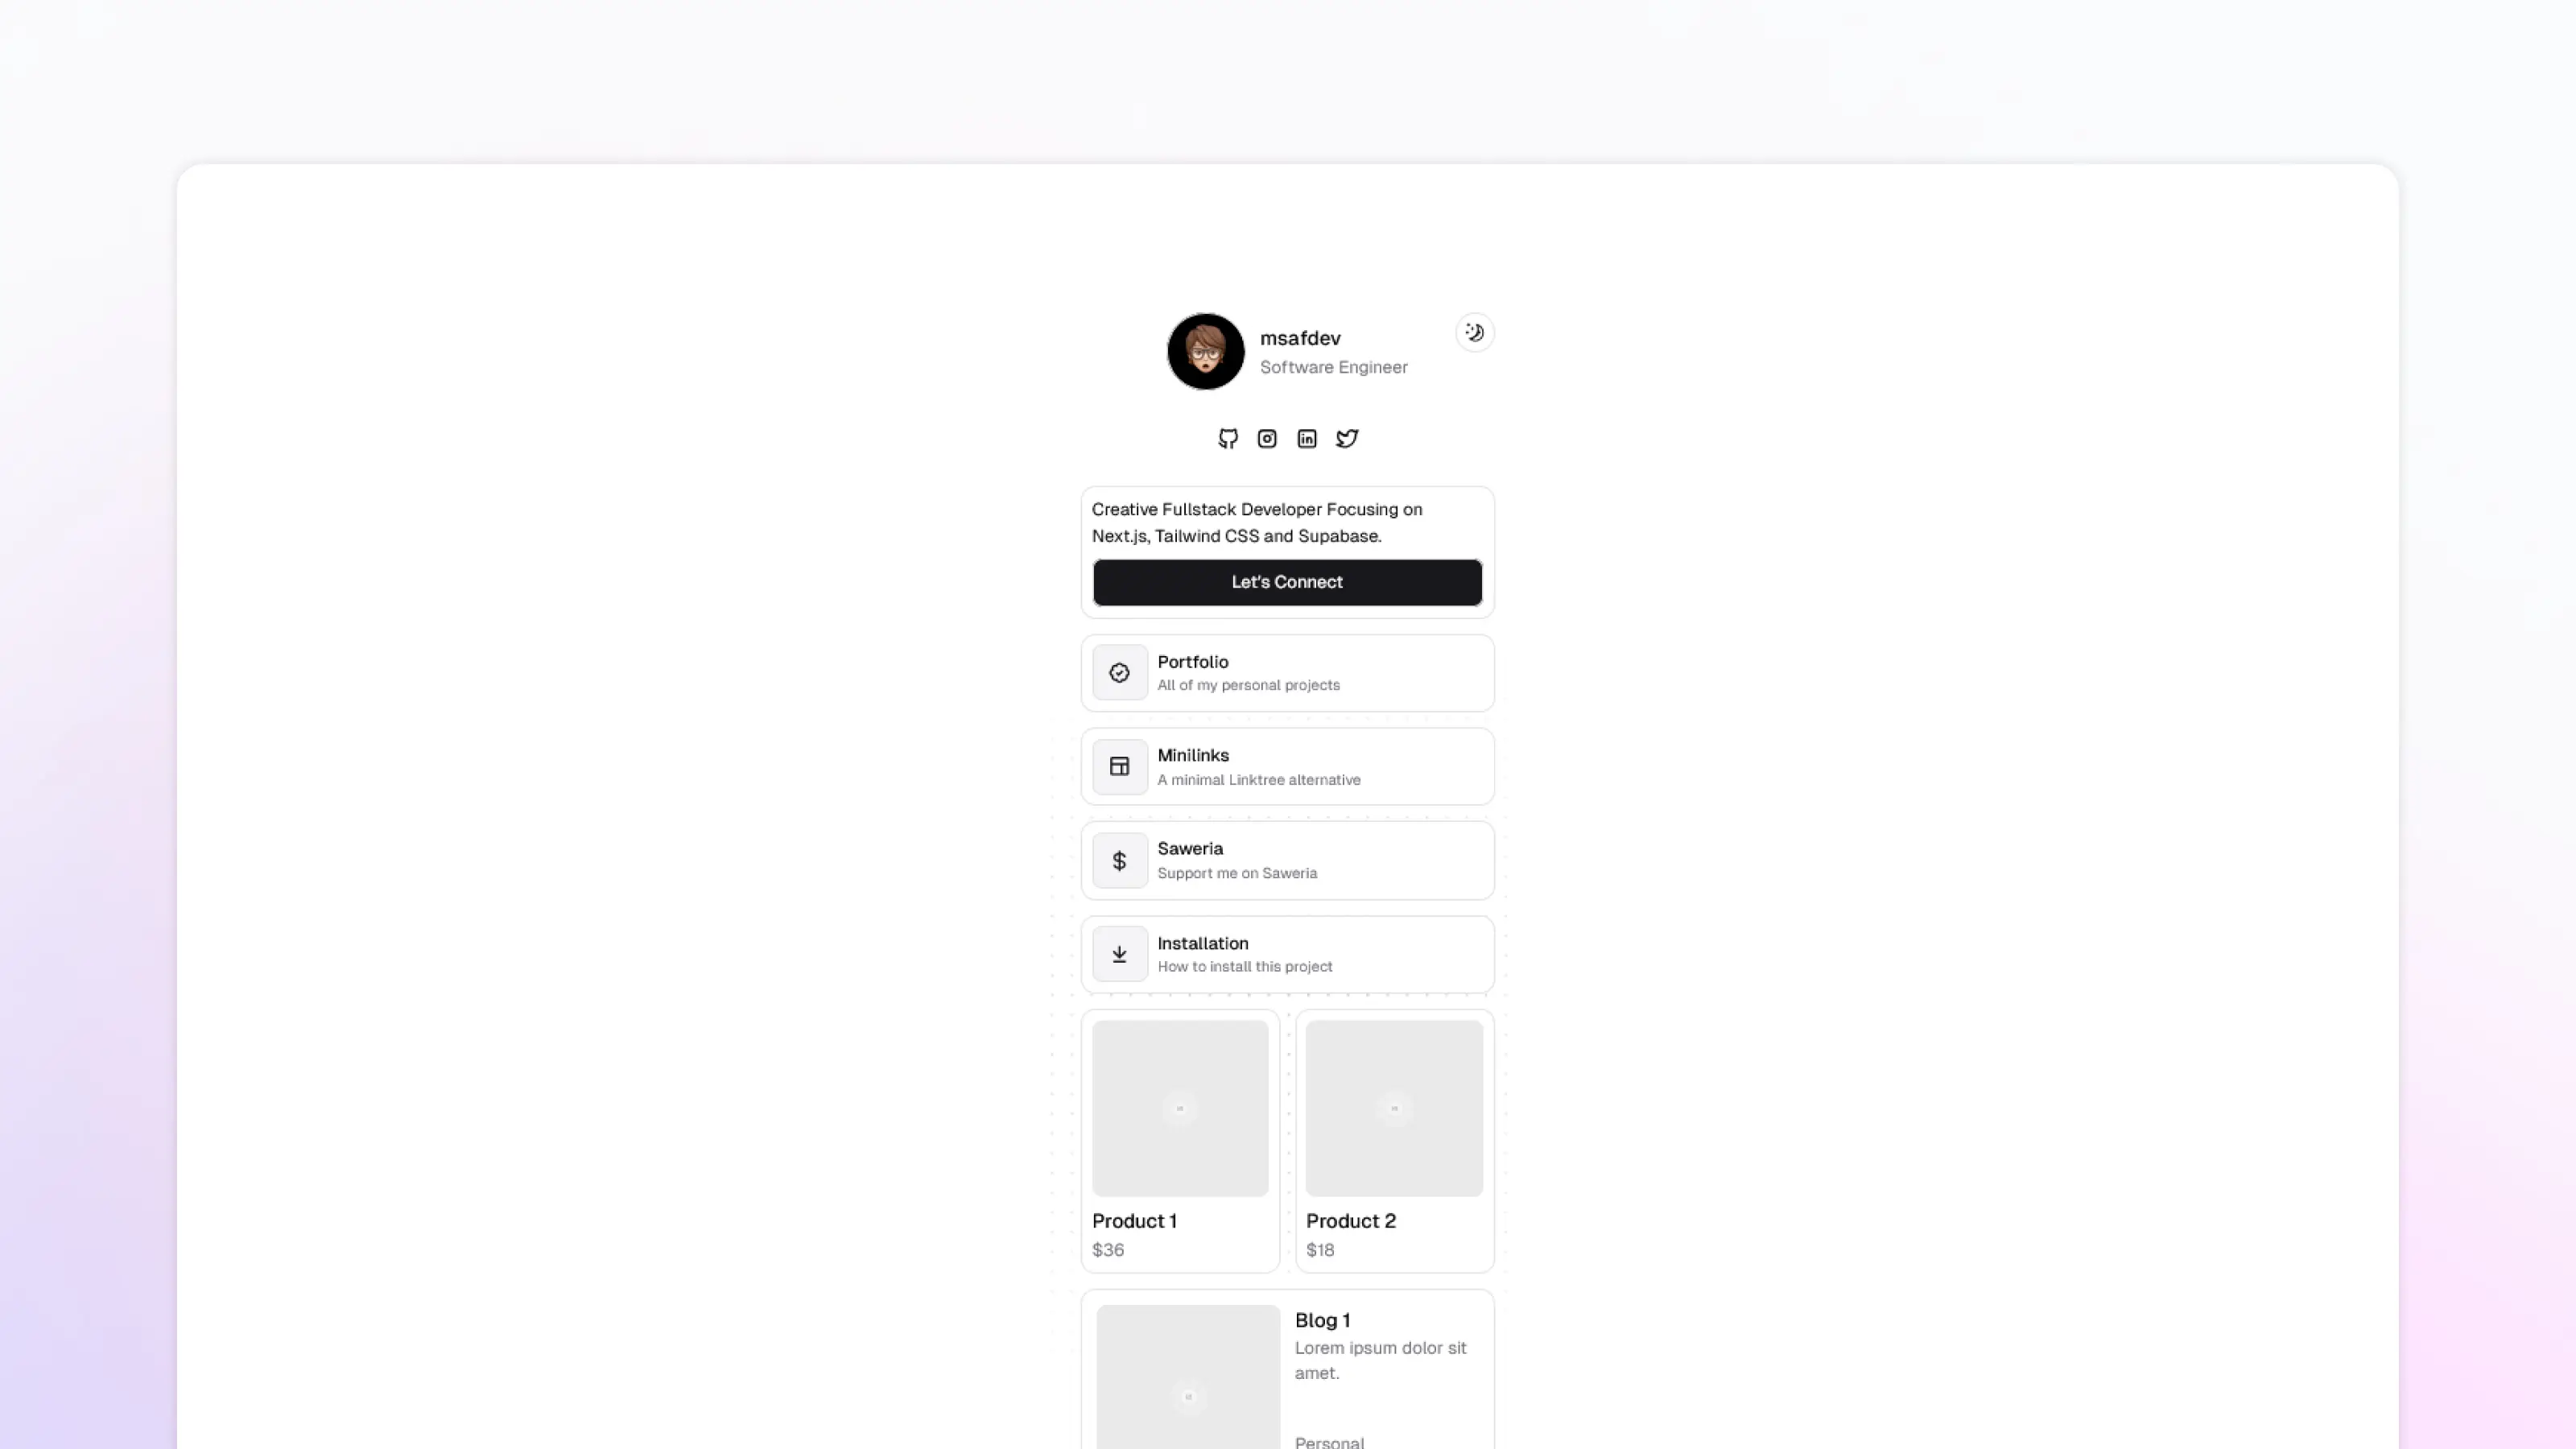 msafdev
Software Engineer
Creative Fullstack Developer Focusing on
Next.js, Tailwind CSS and Supabase.
Let's Connect
Portfolio
All of my personal projects
Minilinks
A minimal Linktree alternative
Saweria
Support me on Saweria
Installation
How to install this project
Product 1
$36
Product 2
$18
Blog 1
Lorem ipsum dolor sit
amet.
Personal